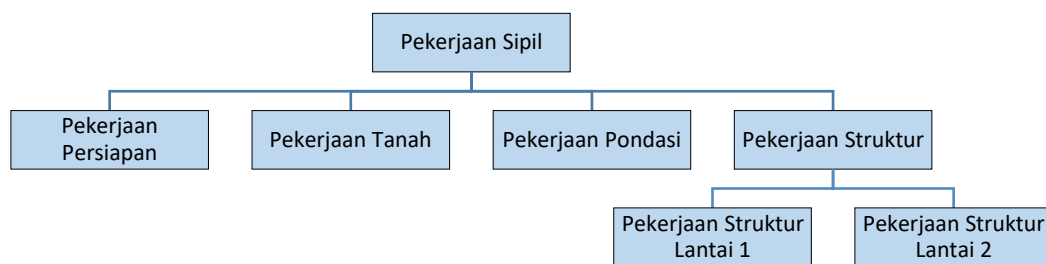 Pekerjaan Sipil
Pekerjaan
Persiapan
Pekerjaan Tanah
Pekerjaan Pondasi
Pekerjaan Struktur
Pekerjaan Struktur
Lantai 1
Pekerjaan Struktur
Lantai 2